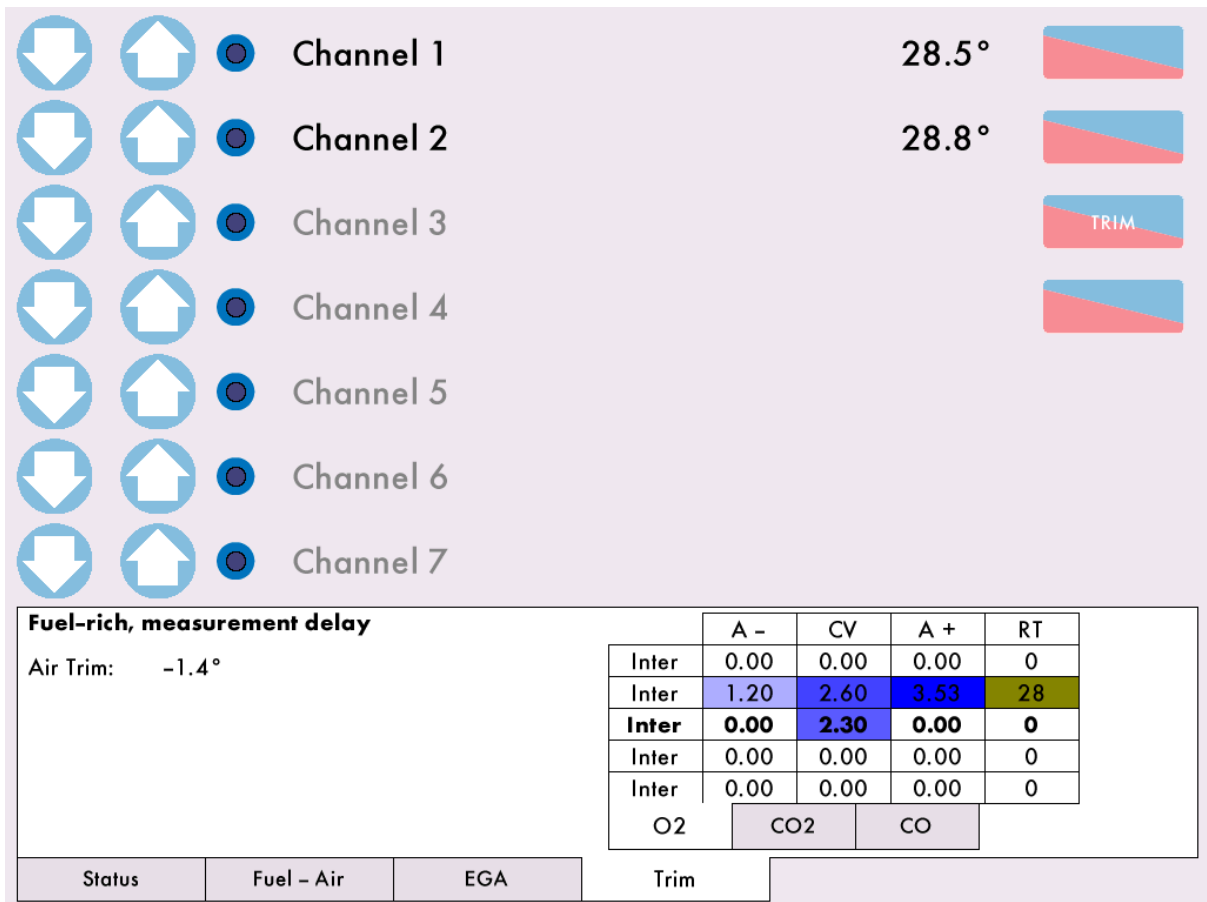 Channel 1 28.5°
Channel 2 28.8°
Channel 3 TRIM
Channel 4
Channel 5
Channel 6
Channel 7
Fuel–rich, measurement delay
Air Trim: –1.4°
A – CV A + RT
Inter 0.00 0.00 0.00 0
Inter 1.20 2.60 3.53 28
Inter 0.00 2.30 0.00 0
Inter 0.00 0.00 0.00 0
Inter 0.00 0.00 0.00 0
O2 CO2 CO
Status Fuel – Air EGA Trim